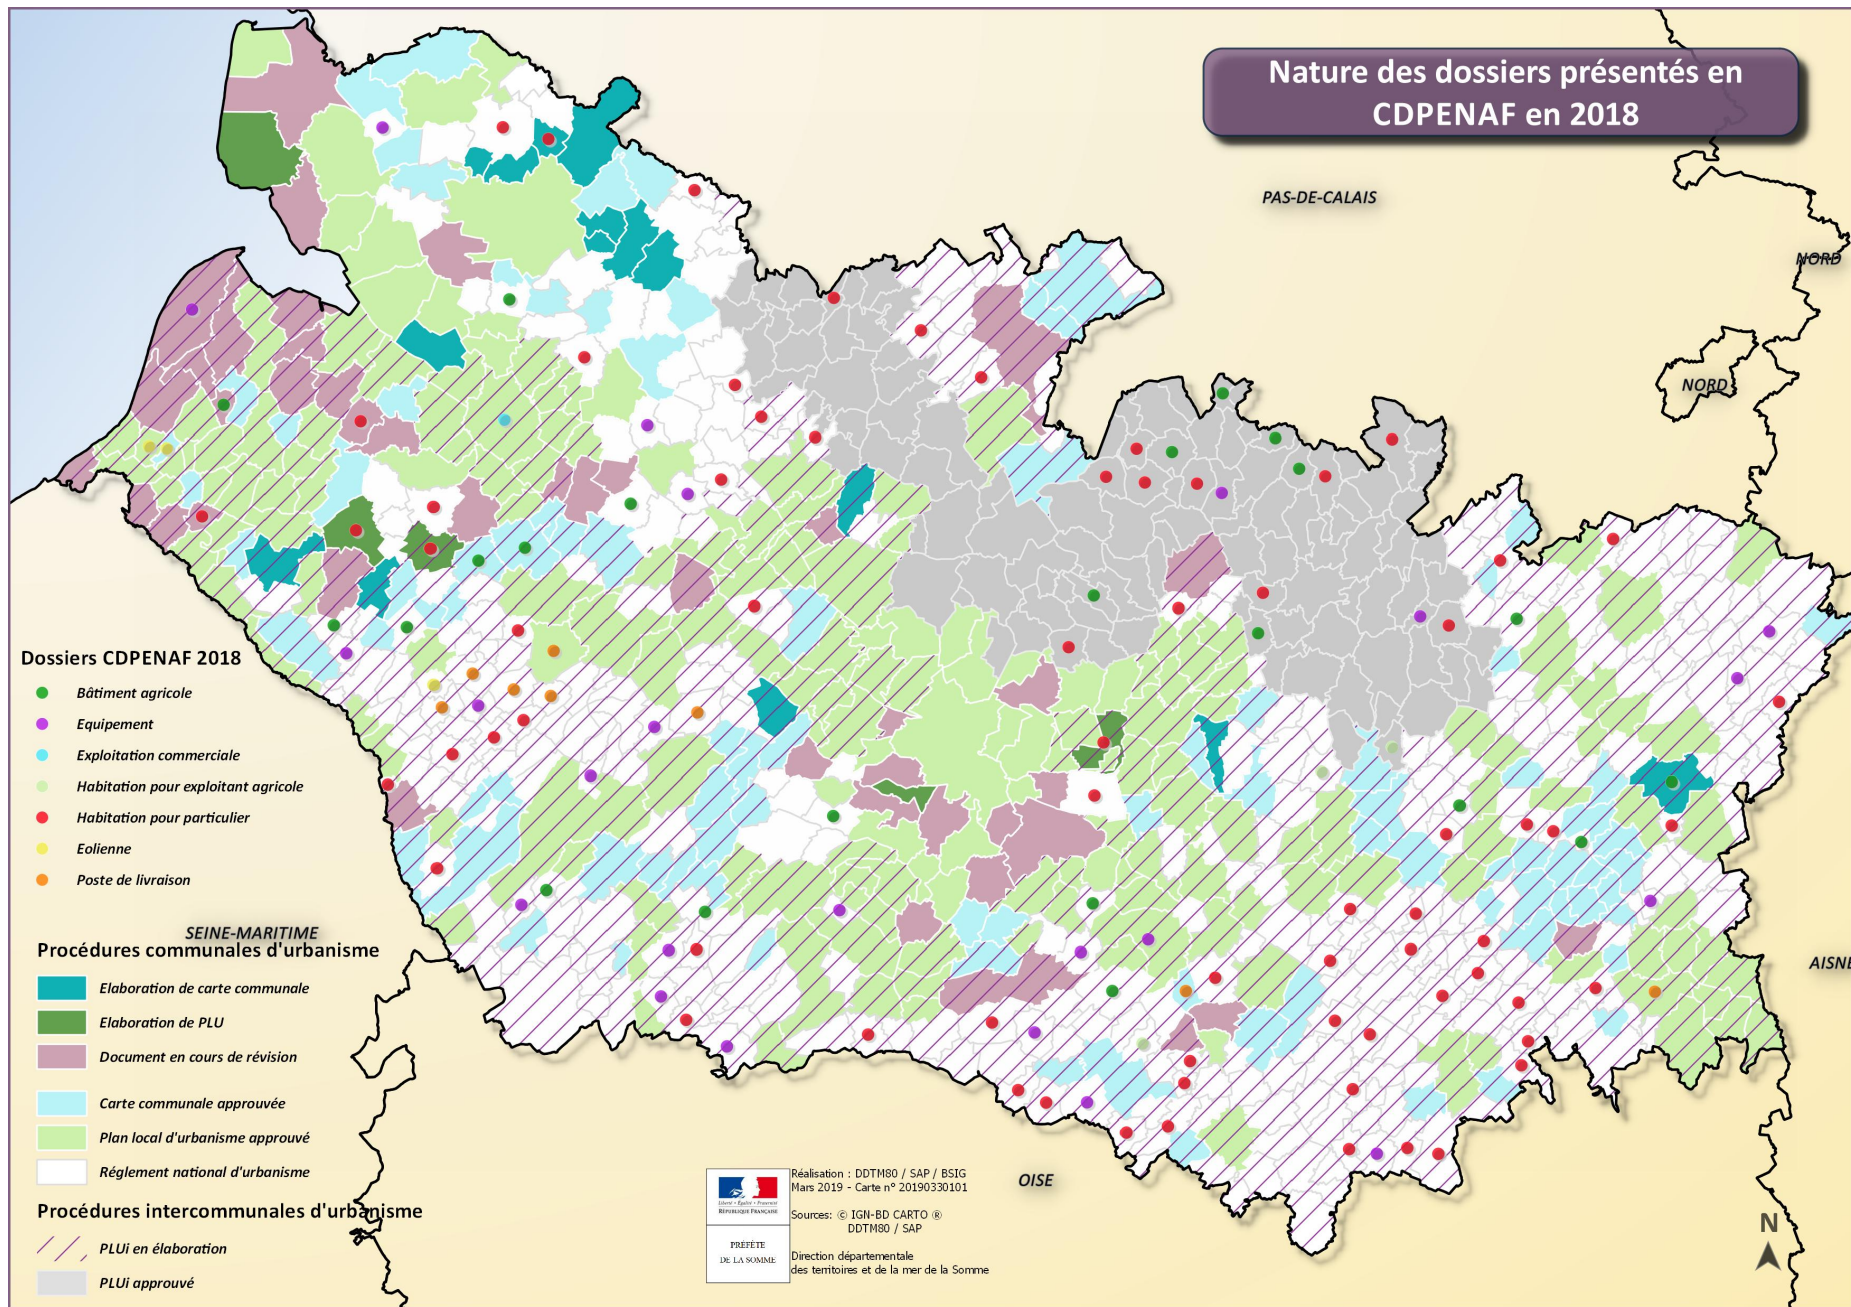 Nature des dossiers présentés en
CDPENAF en 2018
PAS-DE-CALAIS
NORD
NORD
Dossiers CDPENAF 2018
Bâtiment agricole
Equipement
Exploitation commerciale
Habitation pour exploitant agricole
Habitation pour particulier
Eolienne
Poste de livraison
SEINE-MARITIME
AISNE
Procédures communales d'urbanisme
Elaboration de carte communale
Elaboration de PLU
Document en cours de révision
Carte communale approuvée
Plan local d'urbanisme approuvé
Réglement national d'urbanisme
Procédures intercommunales d'urbanisme
PLUi en élaboration
PLUi approuvé
OISE
Liberté • Égalité • Fraternité
RÉPUBLIQUE FRANÇAISE
PRÉFÈTE
DE LA SOMME
Réalisation : DDTM80 / SAP / BSIG
Mars 2019 - Carte n° 20190330101
Sources: © IGN-BD CARTO ®
DDTM80 / SAP
Direction départementale
des territoires et de la mer de la Somme
N